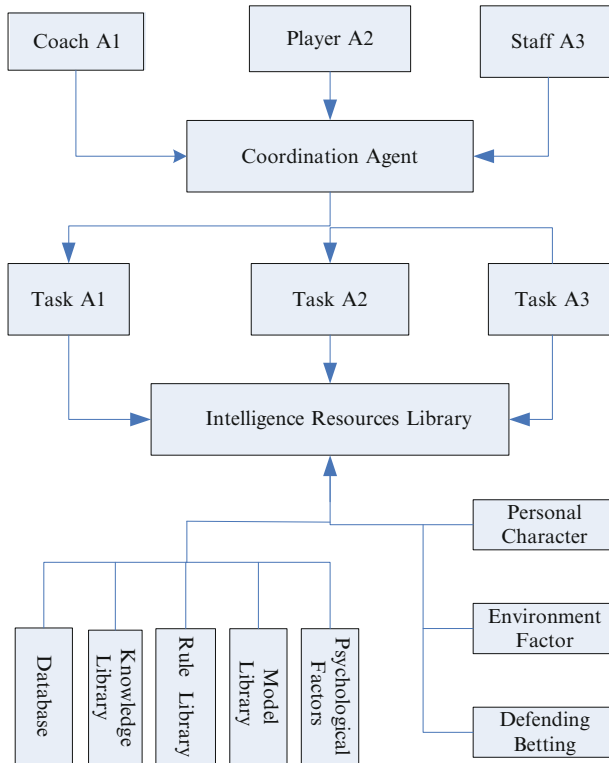 Coach A1
Player A2
Staff A3
Coordination Agent
Task A1
Task A2
Task A3
Intelligence Resources Library
Personal
Character
Environment
Factor
Defending
Betting
Database
Knowledge
Library
Rule Library
Model
Library
Psychological
Factors